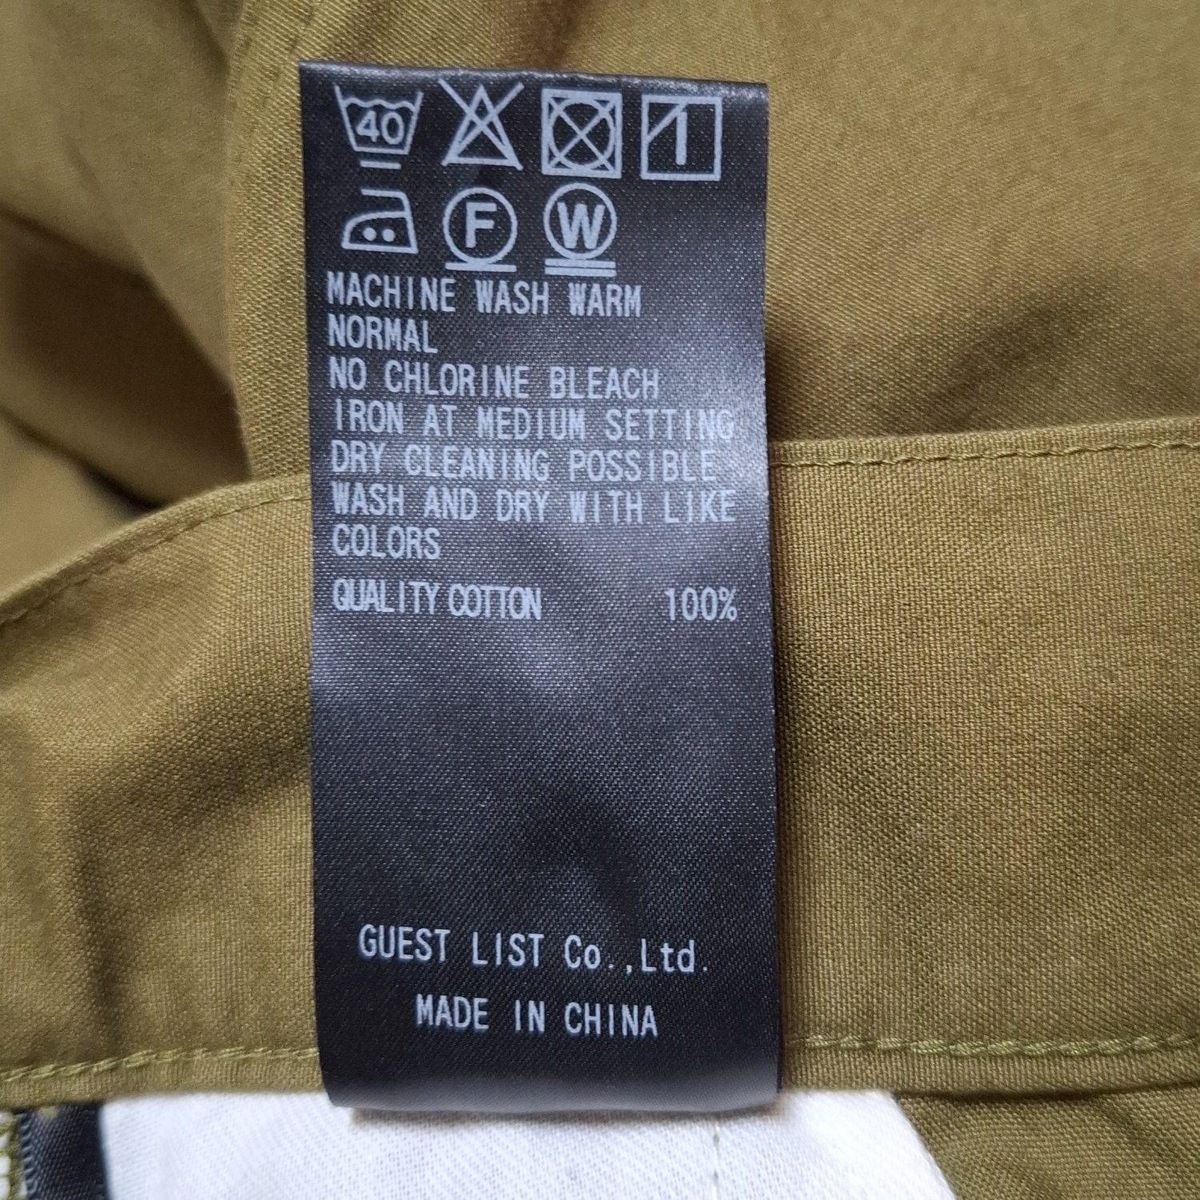 40
F W
MACHINE WASH WARM
NORMAL
NO CHLORINE BLEACH
IRON AT MEDIUM SETTING
DRY CLEANING POSSIBLE
WASH AND DRY WITH LIKE
COLORS
QUALITY COTTON 100%
GUEST LIST Co.,Ltd.
MADE IN CHINA